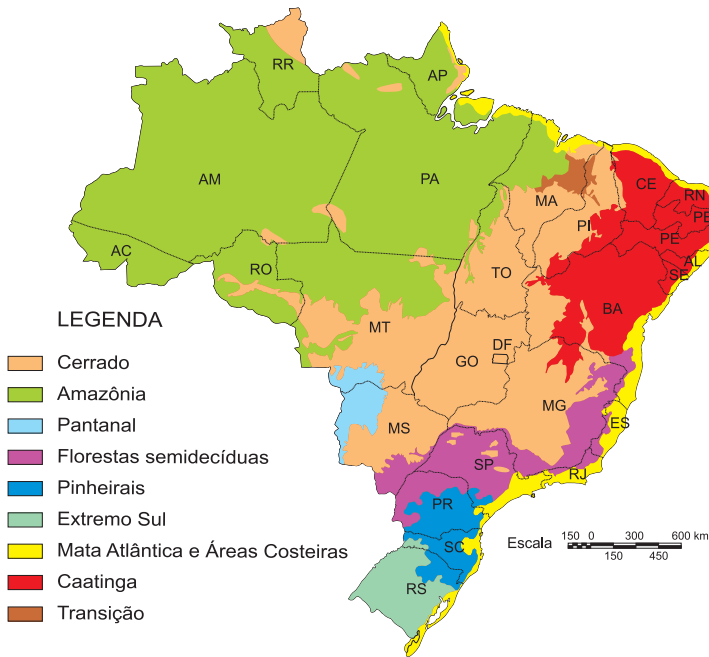 RR
AP
AM
PA
CE
RN
MA
PB
PI
PE
AC
AL
RO
TO
SE
BA
LEGENDA
MT
DF
Cerrado
GO
Amazônia
MG
Pantanal
MS
ES
Florestas semidecíduas
SP
RJ
Pinheirais
PR
Extremo Sul
SC
Escala
150 0 300 600 km
150 450
Mata Atlântica e Áreas Costeiras
Caatinga
RS
Transição